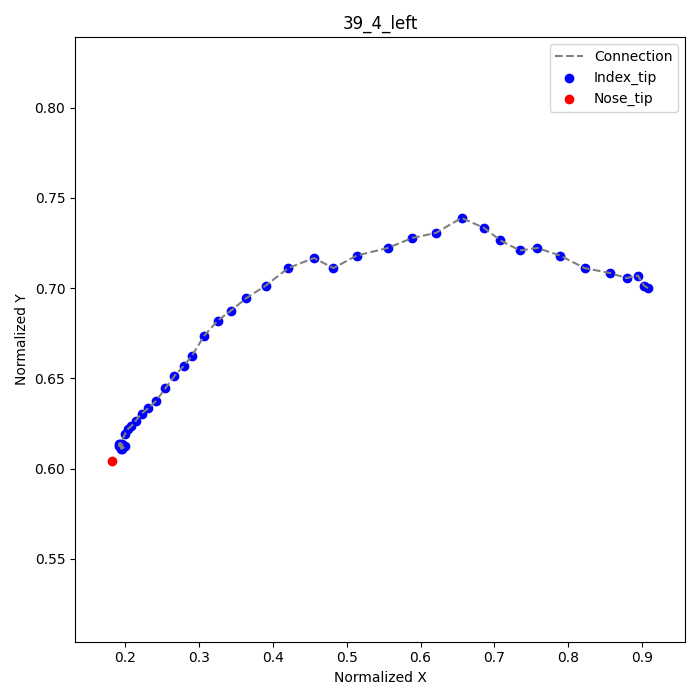 39_4_left
Connection
Index_tip
Nose_tip
Normalized Y
0.80
0.75
0.70
0.65
0.60
0.55
0.2 0.3 0.4 0.5 0.6 0.7 0.8 0.9
Normalized X